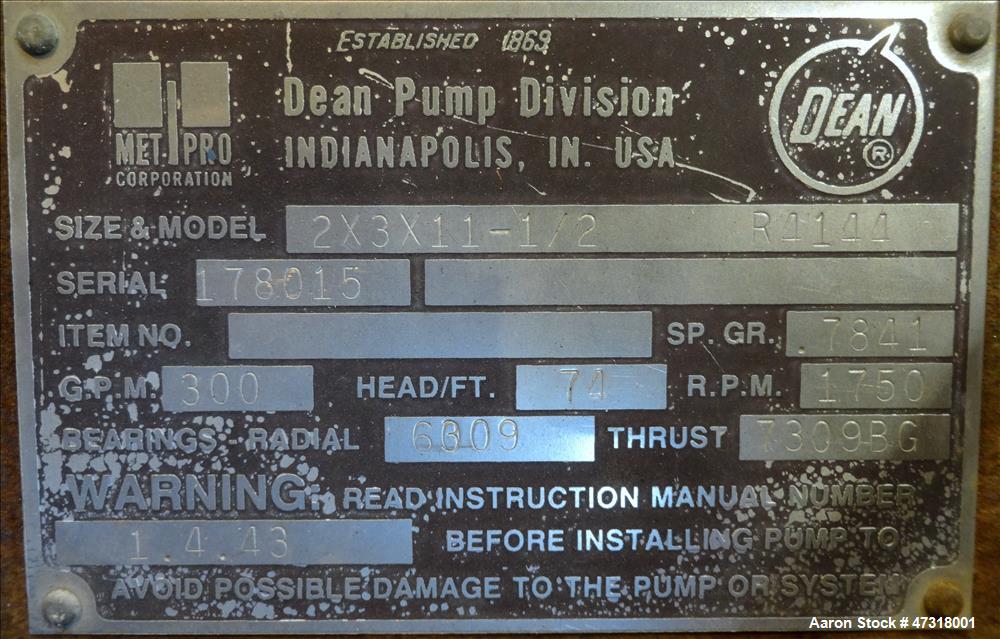 ESTABLISHED 1869
MET PRO
CORPORATION
Dean Pump Division
INDIANAPOLIS, IN. USA
DEAN ®
SIZE & MODEL 2X3X11-1/2 R4144
SERIAL 178015
ITEM NO. SP. GR. .7841
G.P.M. 300 HEAD/FT. 74 R.P.M. 1750
BEARINGS - RADIAL 6309 THRUST 7309BG
WARNING: READ INSTRUCTION MANUAL NUMBER
1.4.43 BEFORE INSTALLING PUMP TO
AVOID POSSIBLE DAMAGE TO THE PUMP OR SYSTEM
Aaron Stock # 47318001